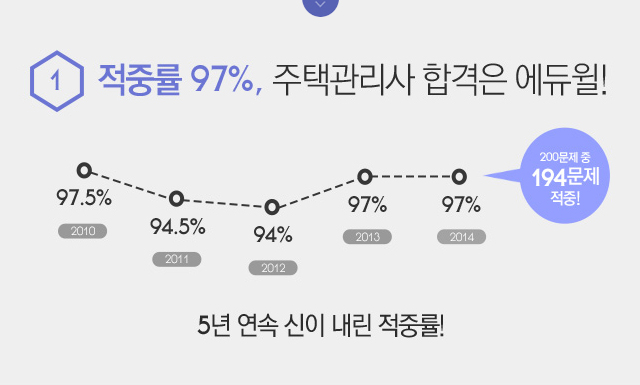 1 적중률 97%, 주택관리사 합격은 에듀윌!
200문제 중
194문제
적중!
97.5% 94.5% 94% 97% 97%
2010 2011 2012 2013 2014
5년 연속 신이 내린 적중률!